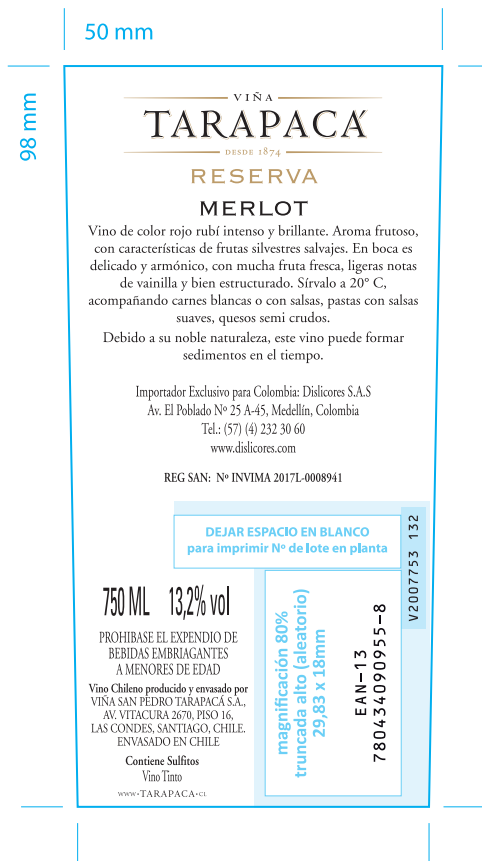 50 mm
98 mm
VIÑA
TARAPACÁ
DESDE 1874
RESERVA
MERLOT
Vino de color rojo rubí intenso y brillante. Aroma frutoso,
con características de frutas silvestres salvajes. En boca es
delicado y armónico, con mucha fruta fresca, ligeras notas
de vainilla y bien estructurado. Sírvalo a 20° C,
acompañando carnes blancas o con salsas, pastas con salsas
suaves, quesos semi crudos.
Debido a su noble naturaleza, este vino puede formar
sedimentos en el tiempo.
Importador Exclusivo para Colombia: Dislicores S.A.S
Av. El Poblado Nº 25 A-45, Medellín, Colombia
Tel.: (57) (4) 232 30 60
www.dislicores.com
REG SAN: Nº INVIMA 2017L-0008941
DEJAR ESPACIO EN BLANCO
para imprimir Nº de lote en planta
V2007753 132
750 ML 13,2% vol
PROHIBASE EL EXPENDIO DE
BEBIDAS EMBRIAGANTES
A MENORES DE EDAD
Vino Chileno producido y envasado por
VIÑA SAN PEDRO TARAPACÁ S.A.,
AV. VITACURA 2670, PISO 16,
LAS CONDES, SANTIAGO, CHILE.
ENVASADO EN CHILE
Contiene Sulfitos
Vino Tinto
WWW•TARAPACA•CL
magnificación 80%
truncada alto (aleatorio)
29,83 x 18mm
EAN-13
780434090955-8